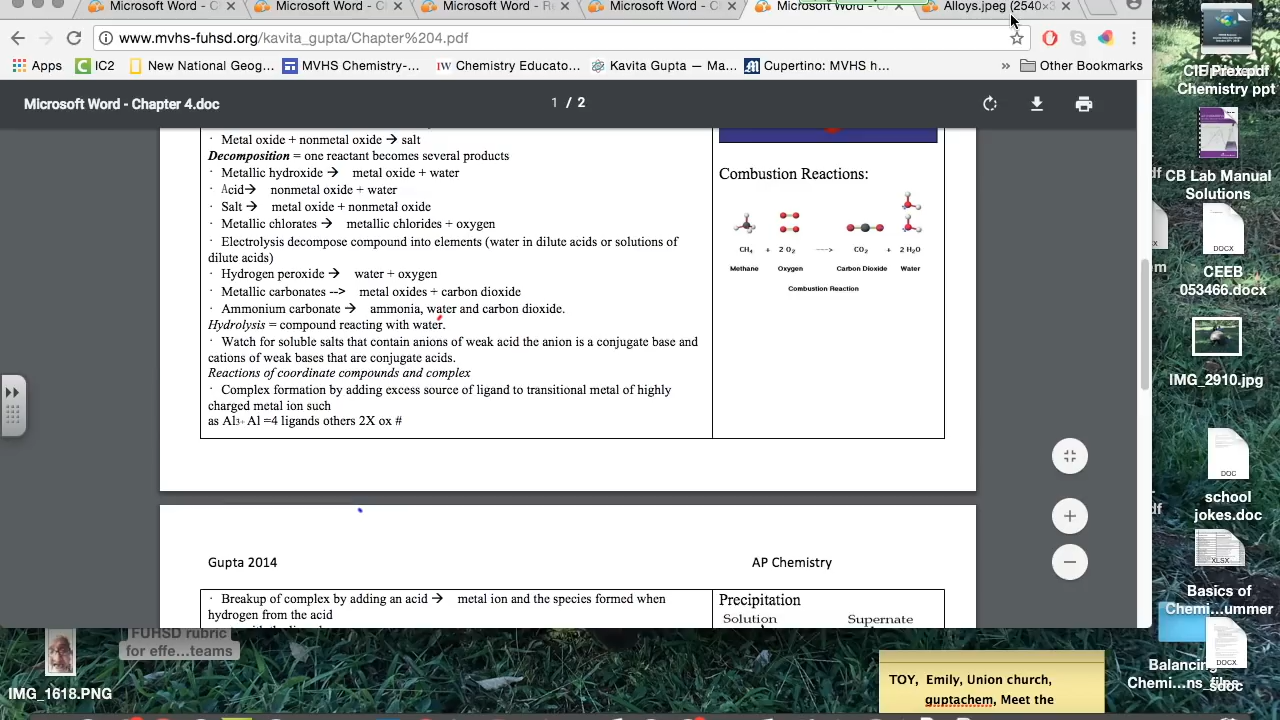 Microsoft Word - C
Microsoft Word - C
Microsoft Word
Microsoft Word - C
Microsoft Word - C
Alloys.jpeg (2540×3
www.mvhs-fuhsd.org/kavita_gupta/Chapter%204.pdf
Apps
HP2
New National Gene...
MVHS Chemistry-...
Kavita Gupta — Ma...
Cupertino: MVHS h...
»
Other Bookmarks
Microsoft Word - Chapter 4.doc
1 / 2
· Metal oxide + nonmetal oxide → salt
Decomposition = one reactant becomes several products
· Metallic hydroxide → metal oxide + water
· Acid→ nonmetal oxide + water
· Salt → metal oxide + nonmetal oxide
· Metallic chlorates → metallic chlorides + oxygen
· Electrolysis decompose compound into elements (water in dilute acids or solutions of
dilute acids)
· Hydrogen peroxide → water + oxygen
· Metallic carbonates --> metal oxides + carbon dioxide
· Ammonium carbonate → ammonia, water and carbon dioxide.
Hydrolysis = compound reacting with water.
· Watch for soluble salts that contain anions of weak acid the anion is a conjugate base and
cations of weak bases that are conjugate acids.
Reactions of coordinate compounds and complex
· Complex formation by adding excess source of ligand to transitional metal of highly
charged metal ion such
as Al3+ Al =4 ligands others 2X ox #
Combustion Reactions:
CH₄ + 2 O₂ ----> CO₂ + 2 H₂O
Methane Oxygen Carbon Dioxide Water
Combustion Reaction
Gupta 2014 AP Chemistry
· Breakup of complex by adding an acid → metal
and the species formed when
hydrogen from the acid
Precipitation
Solution Supernate
Chemistry ppt
CB Lab Manual
Solutions
DOCX
CEEB
053466.docx
IMG_2910.jpg
DOC
school
jokes.doc
XLSX
Basics of
Chemi...ummer
DOCX
Balancing
FUHSD rubric
for effe...teams
IMG_1618.PNG
TOY, Emily, Union church,
guptachem, Meet the